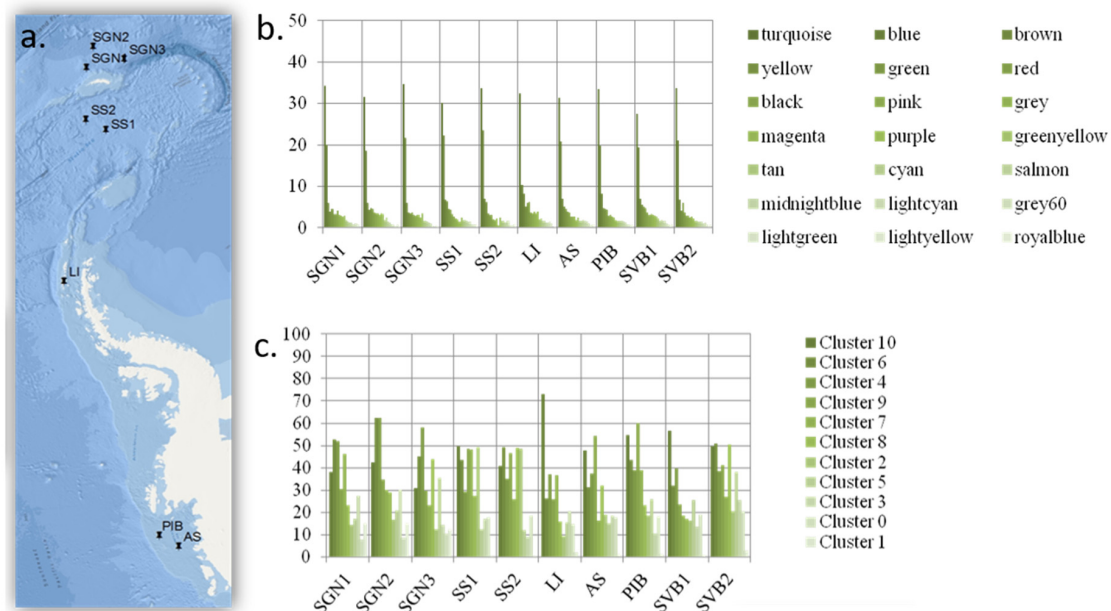 a.
SGN2
SGN3
SGN1
SS2
SS1
LI
PIB
AS
b.
50
40
30
20
10
0
SGN1 SGN2 SGN3 SS1 SS2 LI AS PIB SVB1 SVB2
turquoise blue brown
yellow green red
black pink grey
magenta purple greenyellow
tan cyan salmon
midnightblue lightcyan grey60
lightgreen lightyellow royalblue
c.
100
90
80
70
60
50
40
30
20
10
0
SGN1 SGN2 SGN3 SS1 SS2 LI AS PIB SVB1 SVB2
Cluster 10
Cluster 6
Cluster 4
Cluster 9
Cluster 7
Cluster 8
Cluster 2
Cluster 5
Cluster 3
Cluster 0
Cluster 1